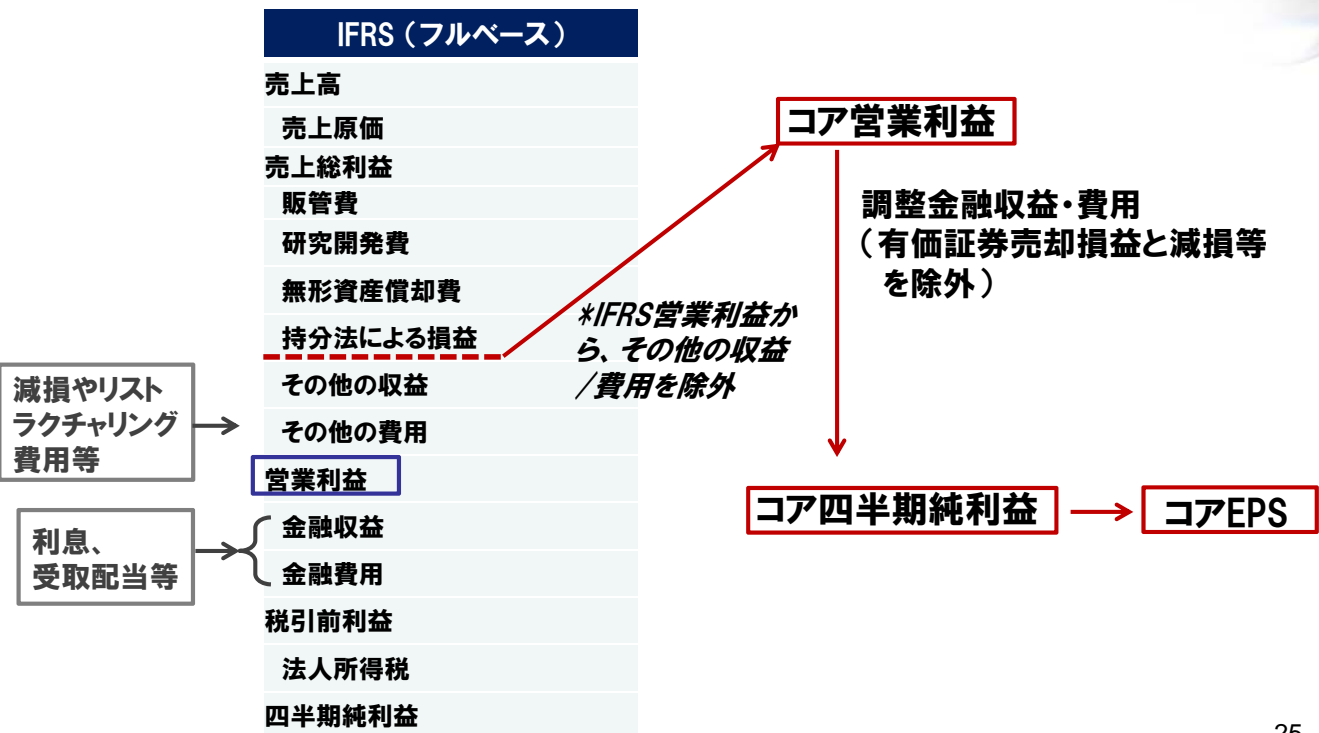 IFRS（フルベース）
売上高
売上原価
売上総利益
販管費
研究開発費
無形資産償却費
持分法による損益
その他の収益
その他の費用
営業利益
金融収益
金融費用
税引前利益
法人所得税
四半期純利益
減損やリスト
ラクチャリング
費用等
利息、
受取配当等
*IFRS営業利益か
ら、その他の収益
/費用を除外
コア営業利益
調整金融収益・費用
（有価証券売却損益と減損等
を除外）
コア四半期純利益
コアEPS